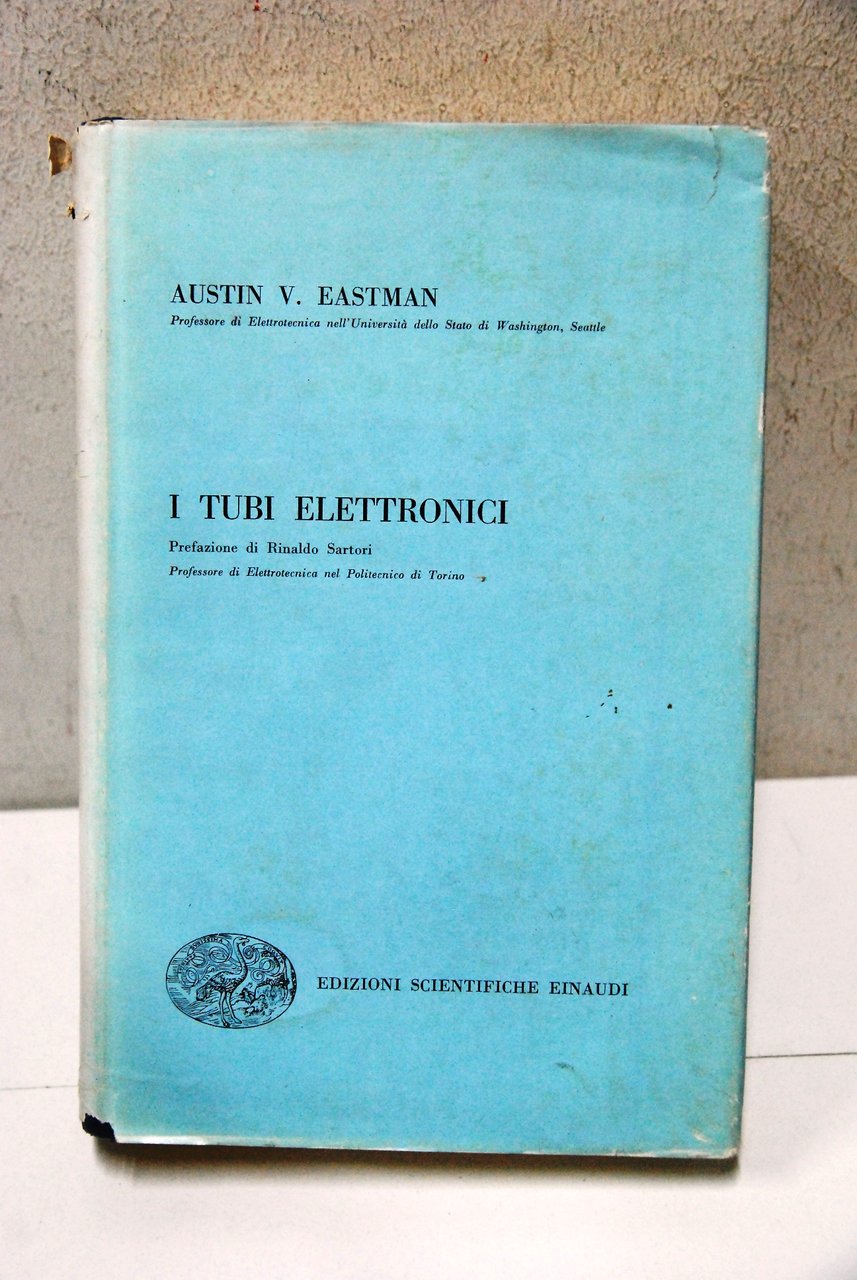 AUSTIN V. EASTMAN
Professore di Elettrotecnica nell'Università dello Stato di Washington, Seattle
I TUBI ELETTRONICI
Prefazione di Rinaldo Sartori
Professore di Elettrotecnica nel Politecnico di Torino
EDIZIONI SCIENTIFICHE EINAUDI